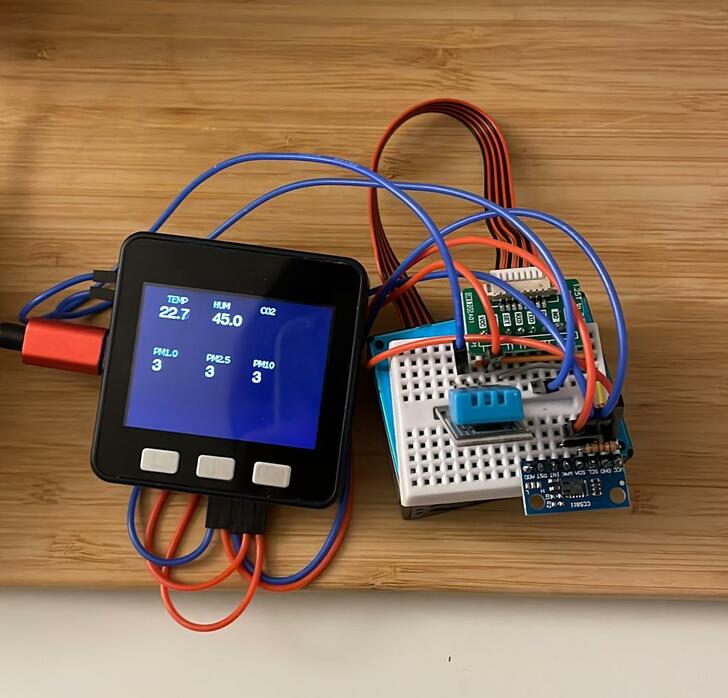 TEMP HUM CO2
22.7 45.0
PM1.0 PM2.5 PM10
3 3 3
VCC
CCS811
VCC GND SCL SDA WAK INT RST ADD